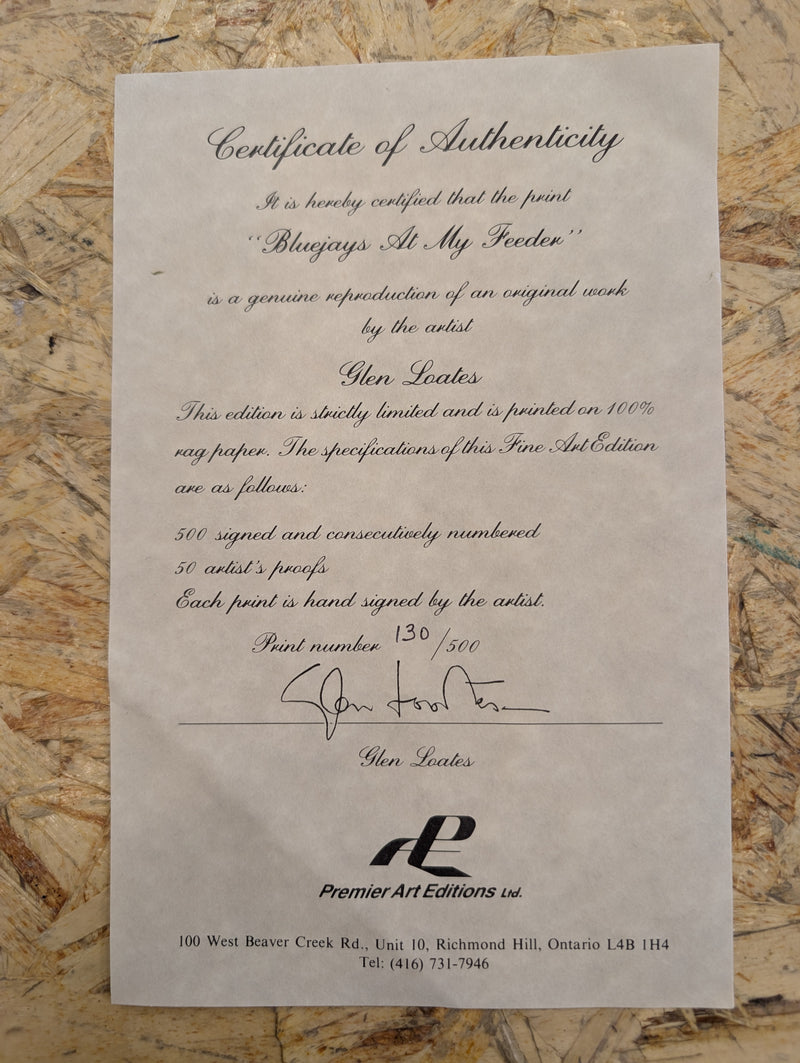 Certificate of Authenticity
It is hereby certified that the print
“Bluejays At My Feeder”
is a genuine reproduction of an original work
by the artist
Glen Loates
This edition is strictly limited and is printed on 100%
rag paper. The specifications of this Fine Art Edition
are as follows:
500 signed and consecutively numbered
50 artist's proofs
Each print is hand signed by the artist.
Print number 130 /500
Glen Loates
Glen Loates
Premier Art Editions Ltd.
100 West Beaver Creek Rd., Unit 10, Richmond Hill, Ontario L4B 1H4
Tel: (416) 731-7946